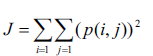 J = ∑∑(p(i, j))²
i=1 j=1